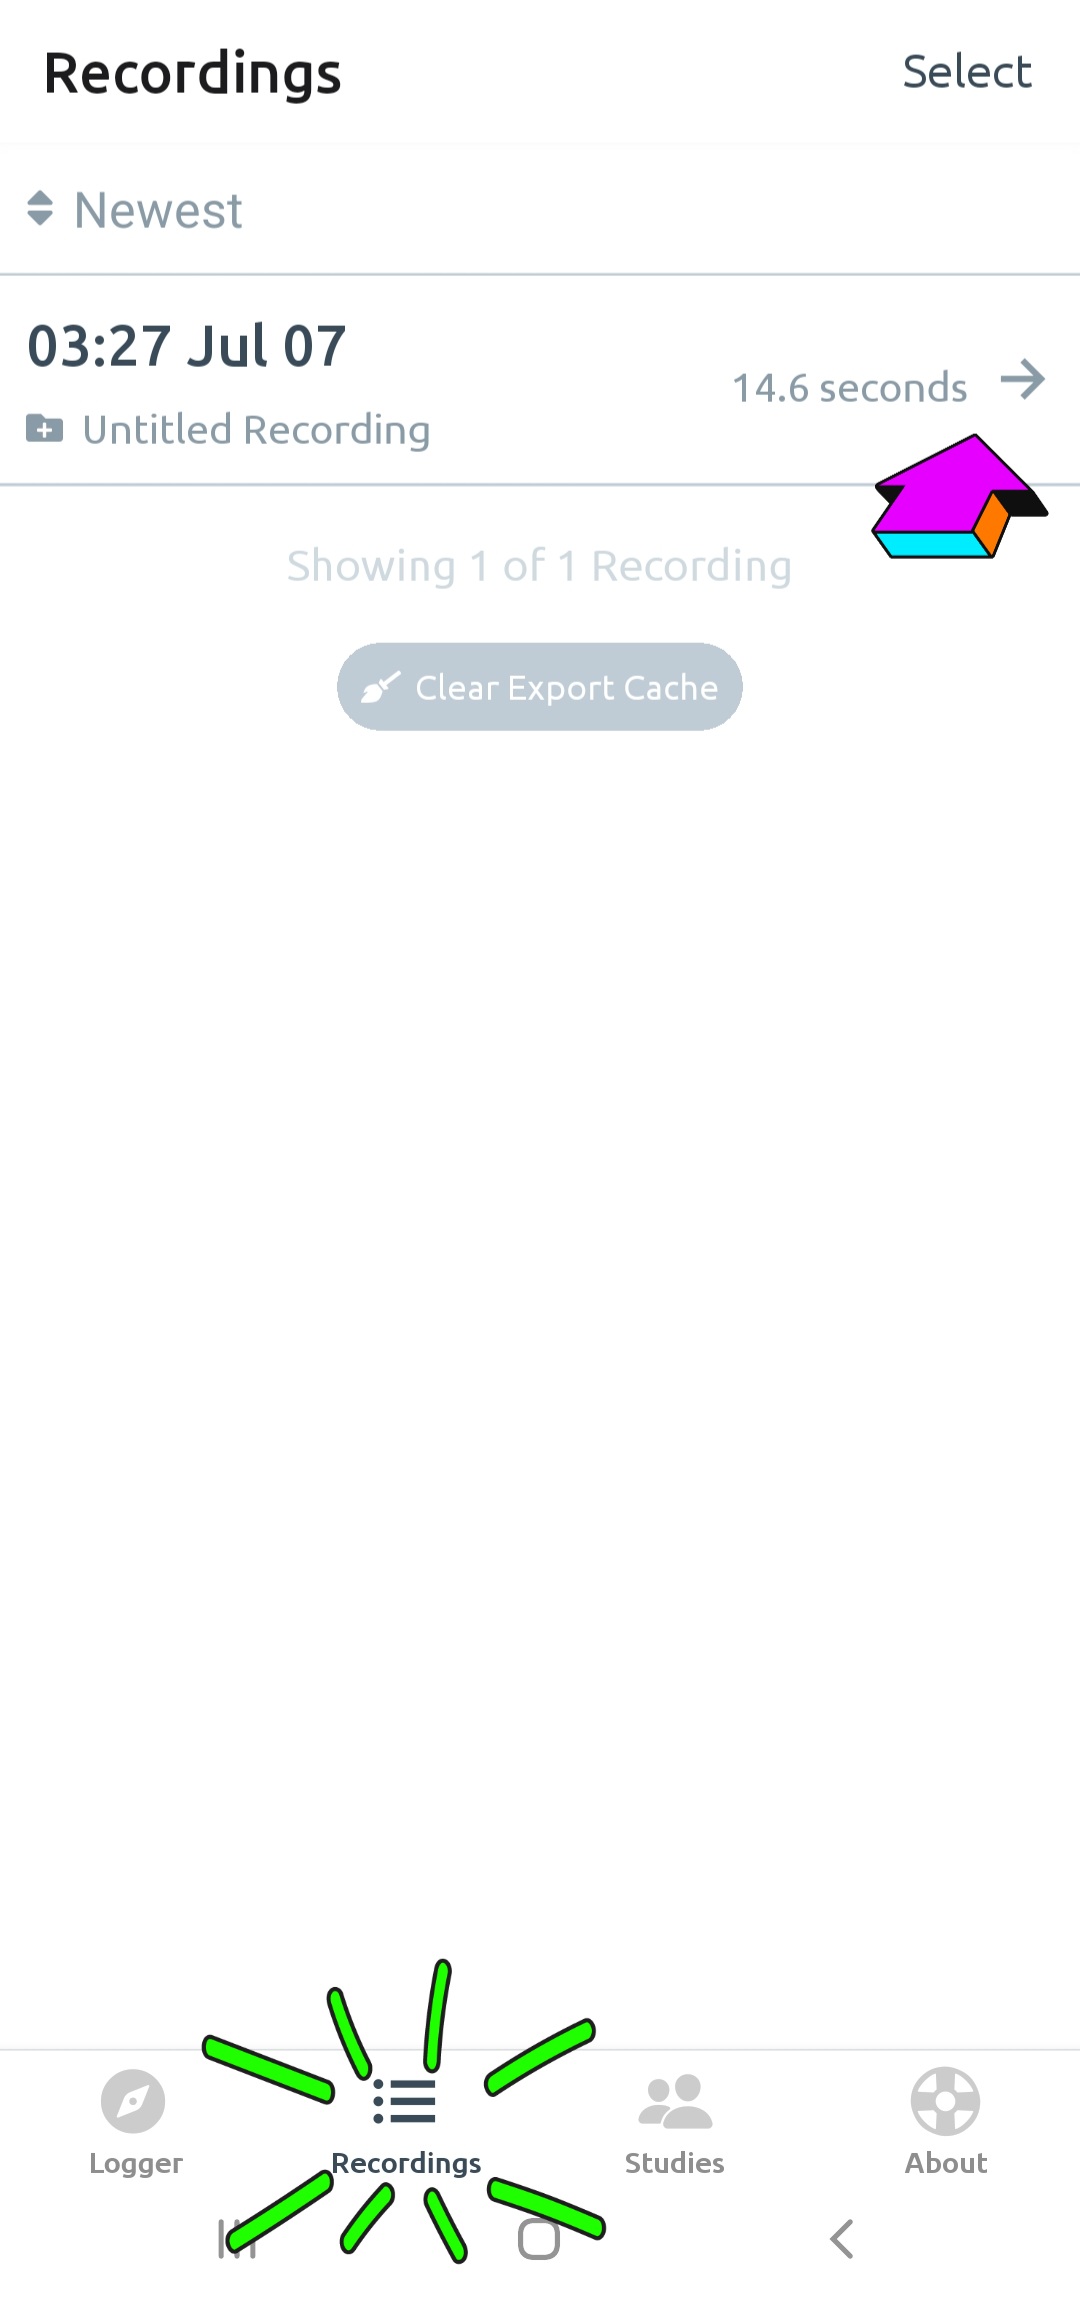 Recordings
Select
Newest
03:27 Jul 07
14.6 seconds
Untitled Recording
Showing 1 of 1 Recording
Clear Export Cache
Logger
Recordings
Studies
About